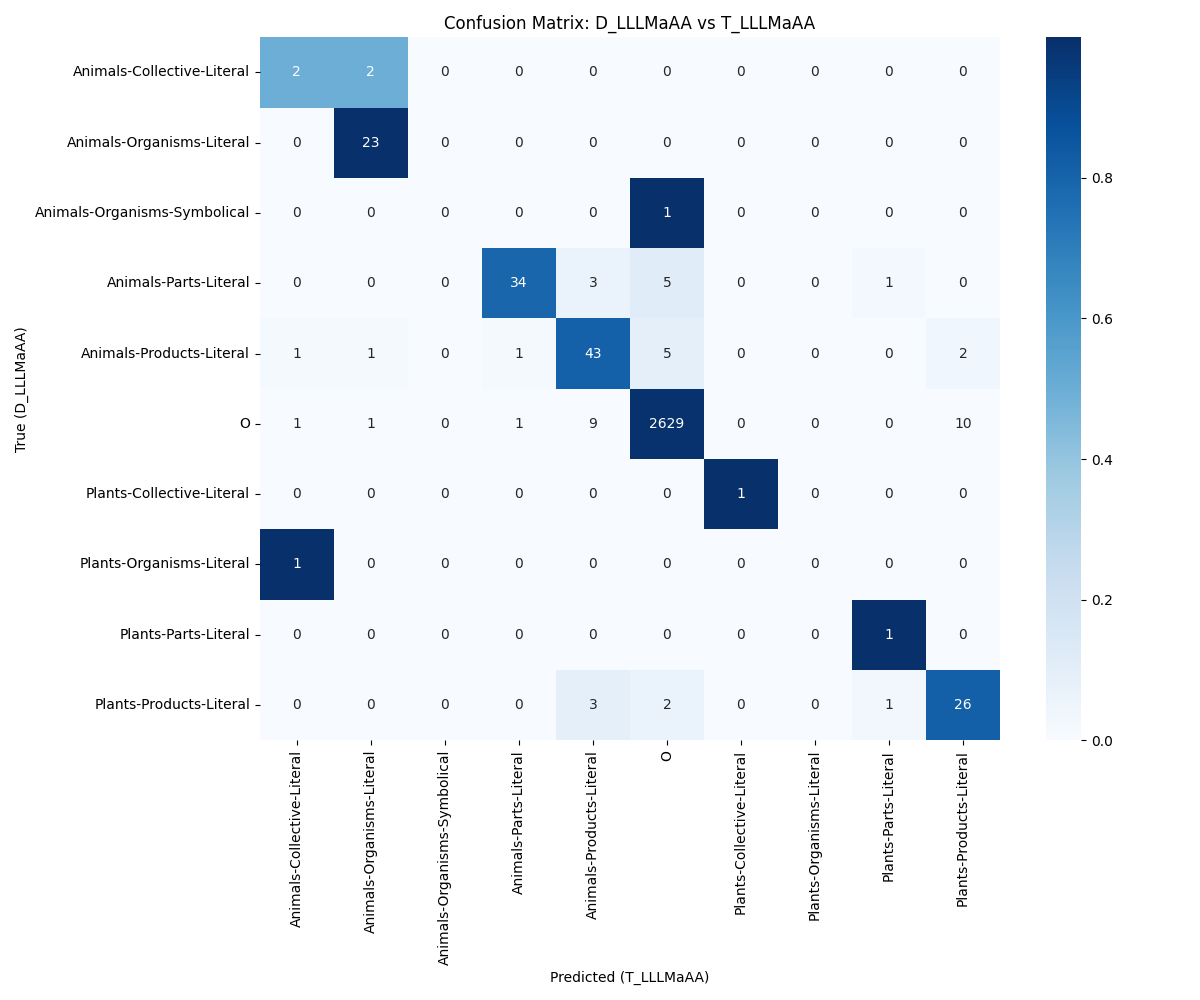 Confusion Matrix: D_LLLMaAA vs T_LLLMaAA
Animals-Collective-Literal 2 2 0 0 0 0 0 0 0 0
Animals-Organisms-Literal 0 23 0 0 0 0 0 0 0 0
Animals-Organisms-Symbolical 0 0 0 0 0 1 0 0 0 0
Animals-Parts-Literal 0 0 0 34 3 5 0 0 1 0
Animals-Products-Literal 1 1 0 1 43 5 0 0 0 2
O 1 1 0 1 9 2629 0 0 0 10
Plants-Collective-Literal 0 0 0 0 0 0 1 0 0 0
Plants-Organisms-Literal 1 0 0 0 0 0 0 0 0 0
Plants-Parts-Literal 0 0 0 0 0 0 0 0 1 0
Plants-Products-Literal 0 0 0 0 3 2 0 0 1 26
True (D_LLLMaAA)
Animals-Collective-Literal
Animals-Organisms-Literal
Animals-Organisms-Symbolical
Animals-Parts-Literal
Animals-Products-Literal
O
Plants-Collective-Literal
Plants-Organisms-Literal
Plants-Parts-Literal
Plants-Products-Literal
Predicted (T_LLLMaAA)
0.8
0.6
0.4
0.2
0.0